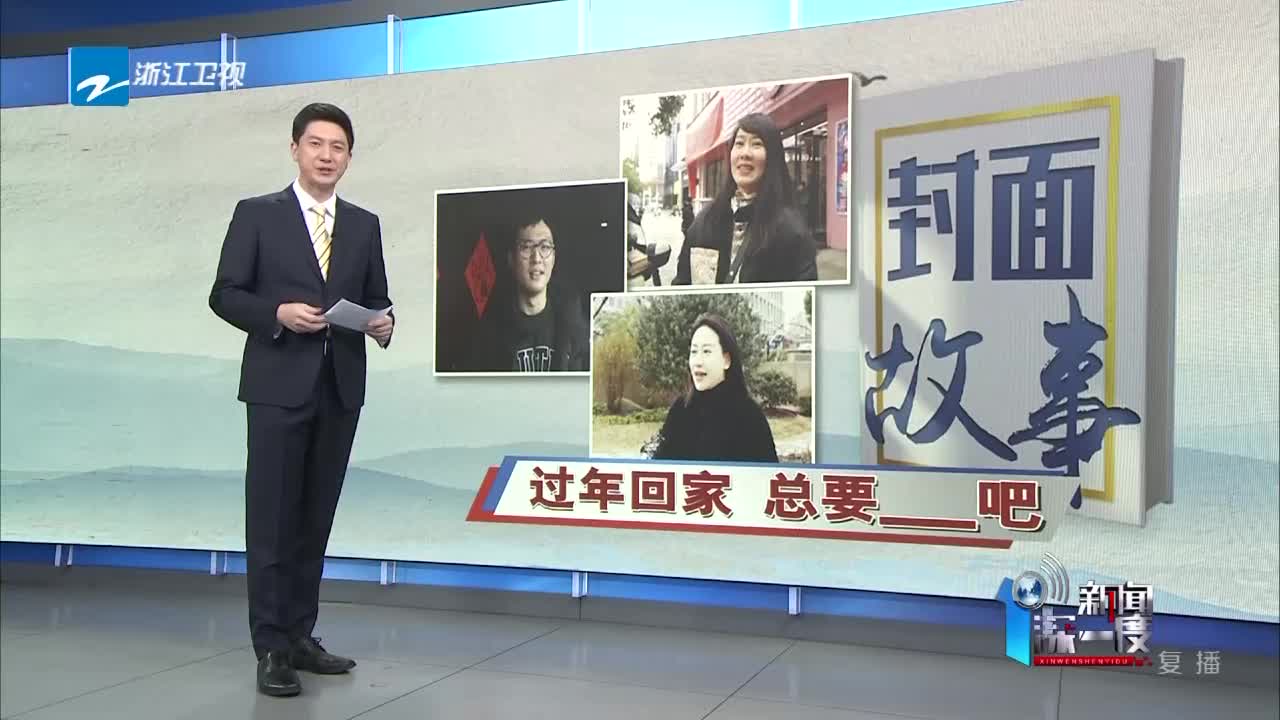 浙江卫视
封面
故事
过年回家 总要___吧
新闻
深一度
XINWENSHENYIDU
复播